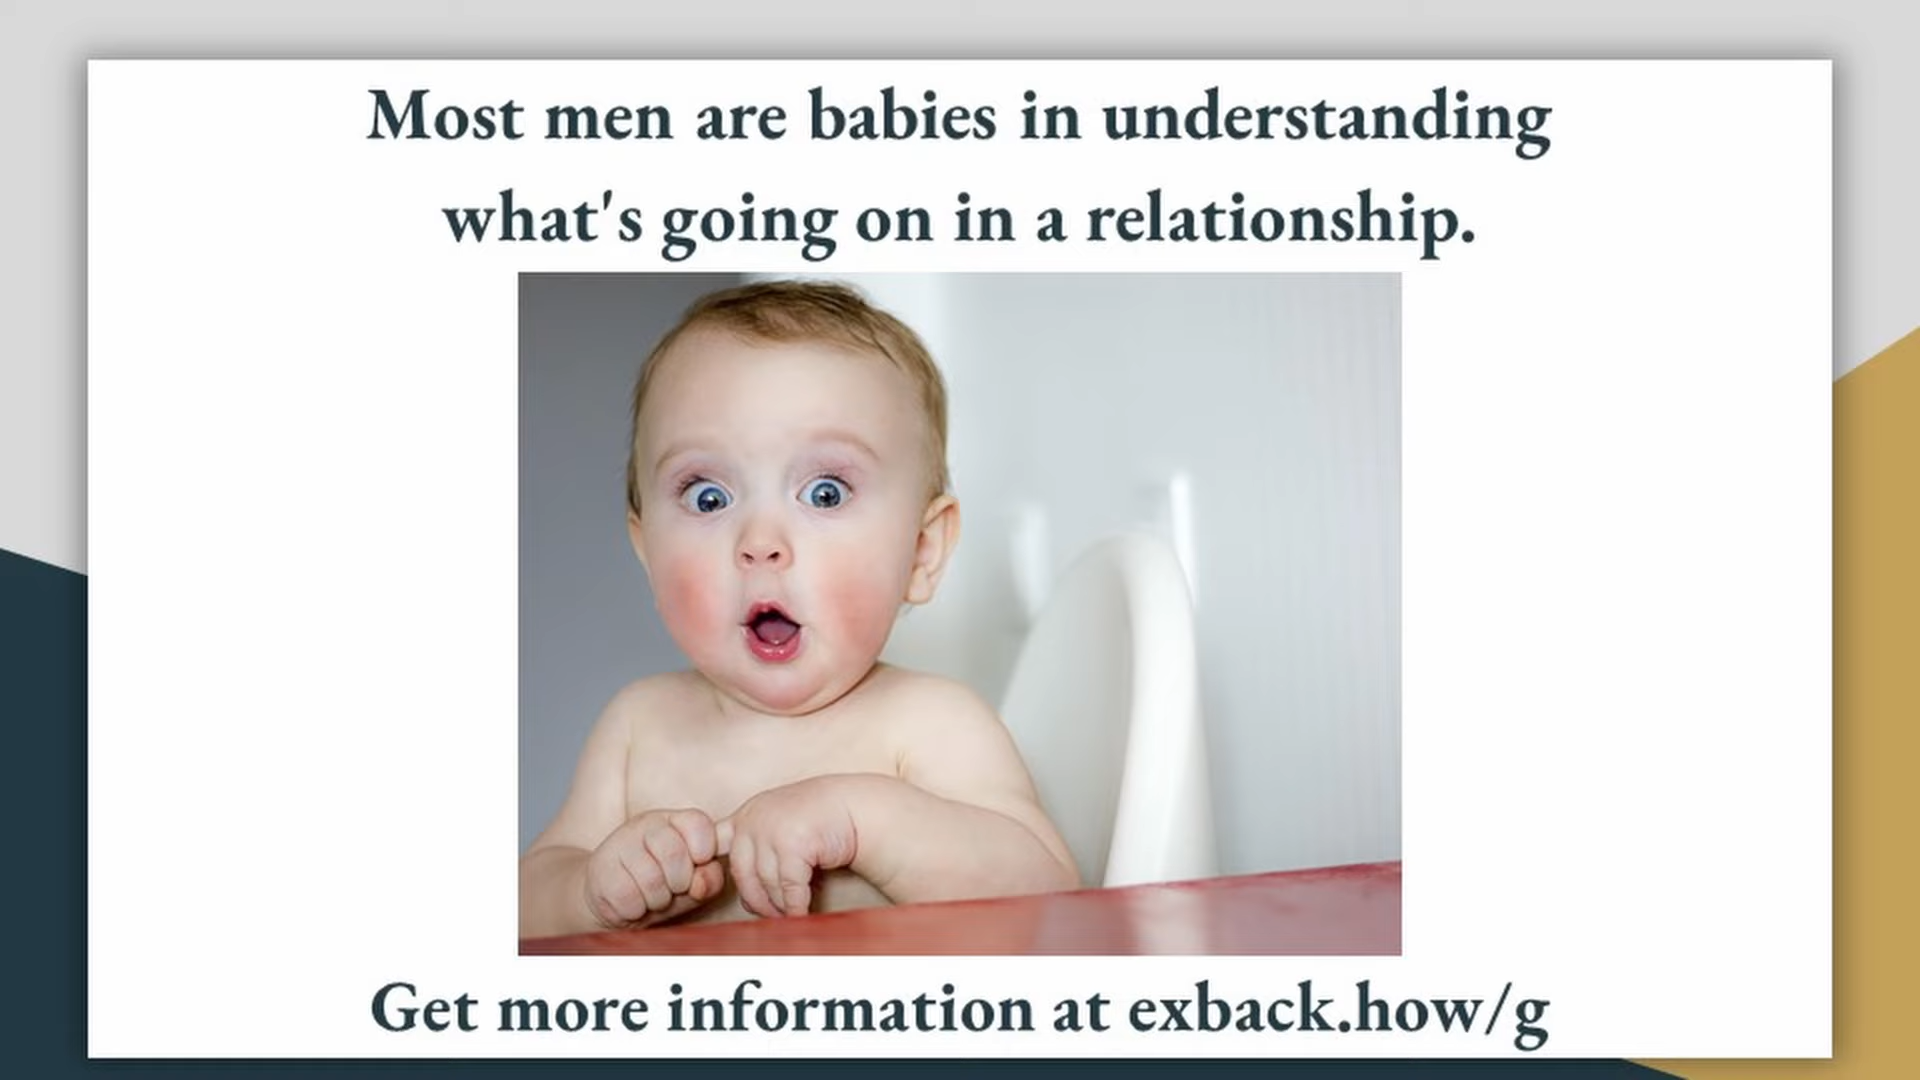 Most men are babies in understanding
what's going on in a relationship.
Get more information at exback.how/g